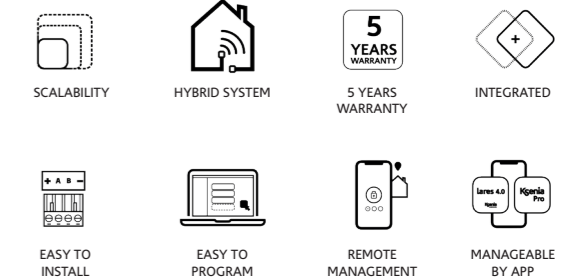 5
YEARS
WARRANTY
+
SCALABILITY
HYBRID SYSTEM
5 YEARS
WARRANTY
INTEGRATED
+ A B −
lares 4.0
Ksenia
Ksenia
Pro
EASY TO
INSTALL
EASY TO
PROGRAM
REMOTE
MANAGEMENT
MANAGEABLE
BY APP